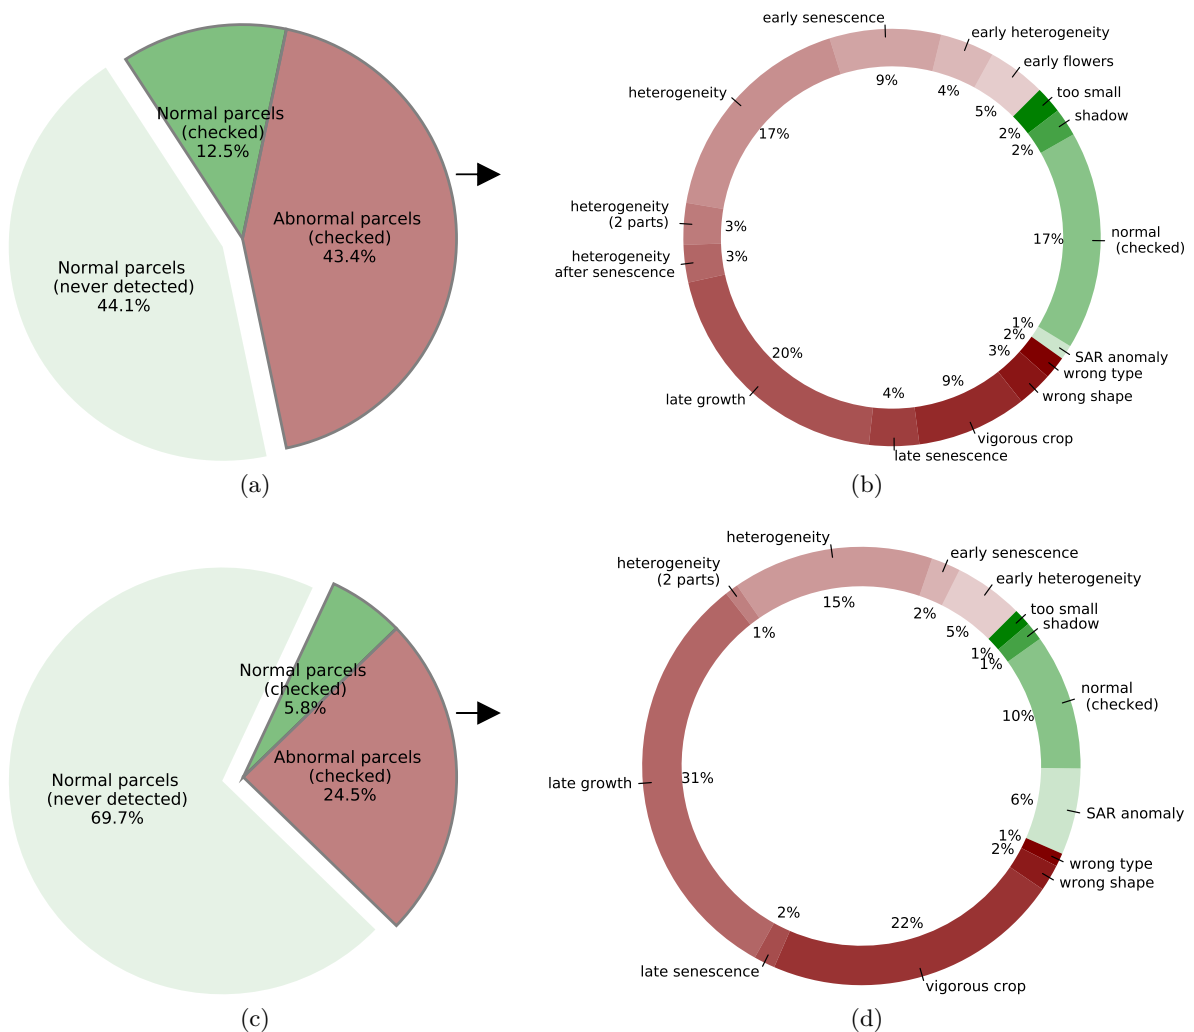 Normal parcels
(checked)
12.5%
Abnormal parcels
(checked)
43.4%
Normal parcels
(never detected)
44.1%
(a)
early senescence
early heterogeneity
early flowers
too small
shadow
heterogeneity
9%
4%
5%
2%
2%
17%
heterogeneity
(2 parts)
3%
heterogeneity
after senescence
3%
17%
normal
(checked)
1%
2%
3%
SAR anomaly
wrong type
wrong shape
20%
late growth
4%
9%
vigorous crop
late senescence
(b)
Normal parcels
(checked)
5.8%
Abnormal parcels
(checked)
24.5%
Normal parcels
(never detected)
69.7%
(c)
heterogeneity
early senescence
early heterogeneity
heterogeneity
(2 parts)
too small
shadow
15%
2%
5%
1%
1%
1%
normal
(checked)
10%
late growth
31%
6%
SAR anomaly
1%
2%
wrong type
wrong shape
2%
22%
late senescence
vigorous crop
(d)